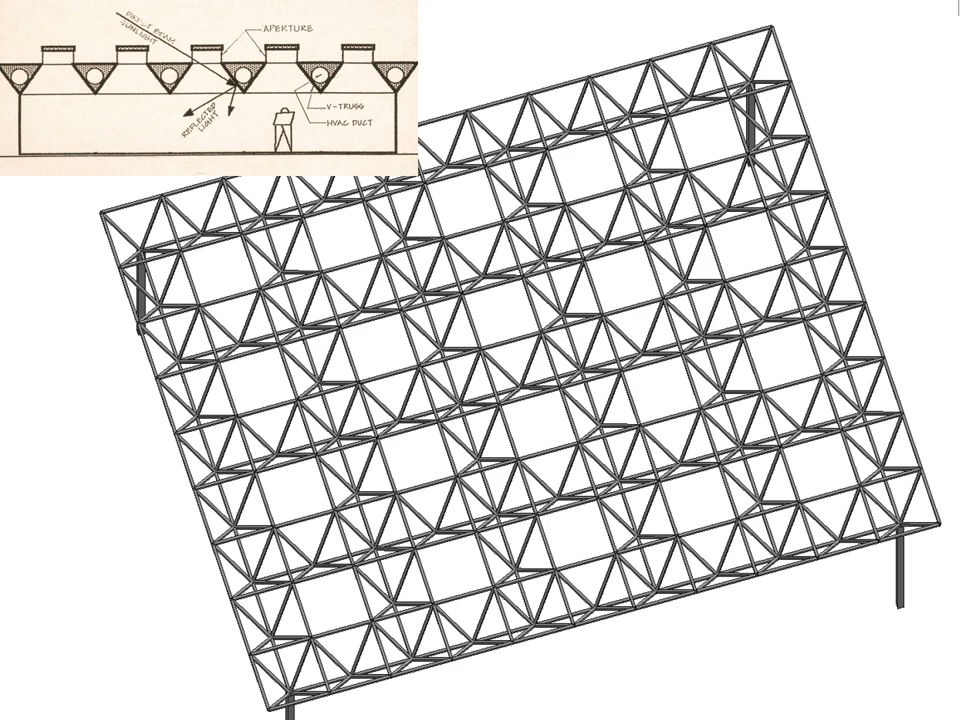 DIRECT BEAM
SUNLIGHT
APERTURE
REFLECTED
LIGHT
V-TRUSS
HVAC DUCT